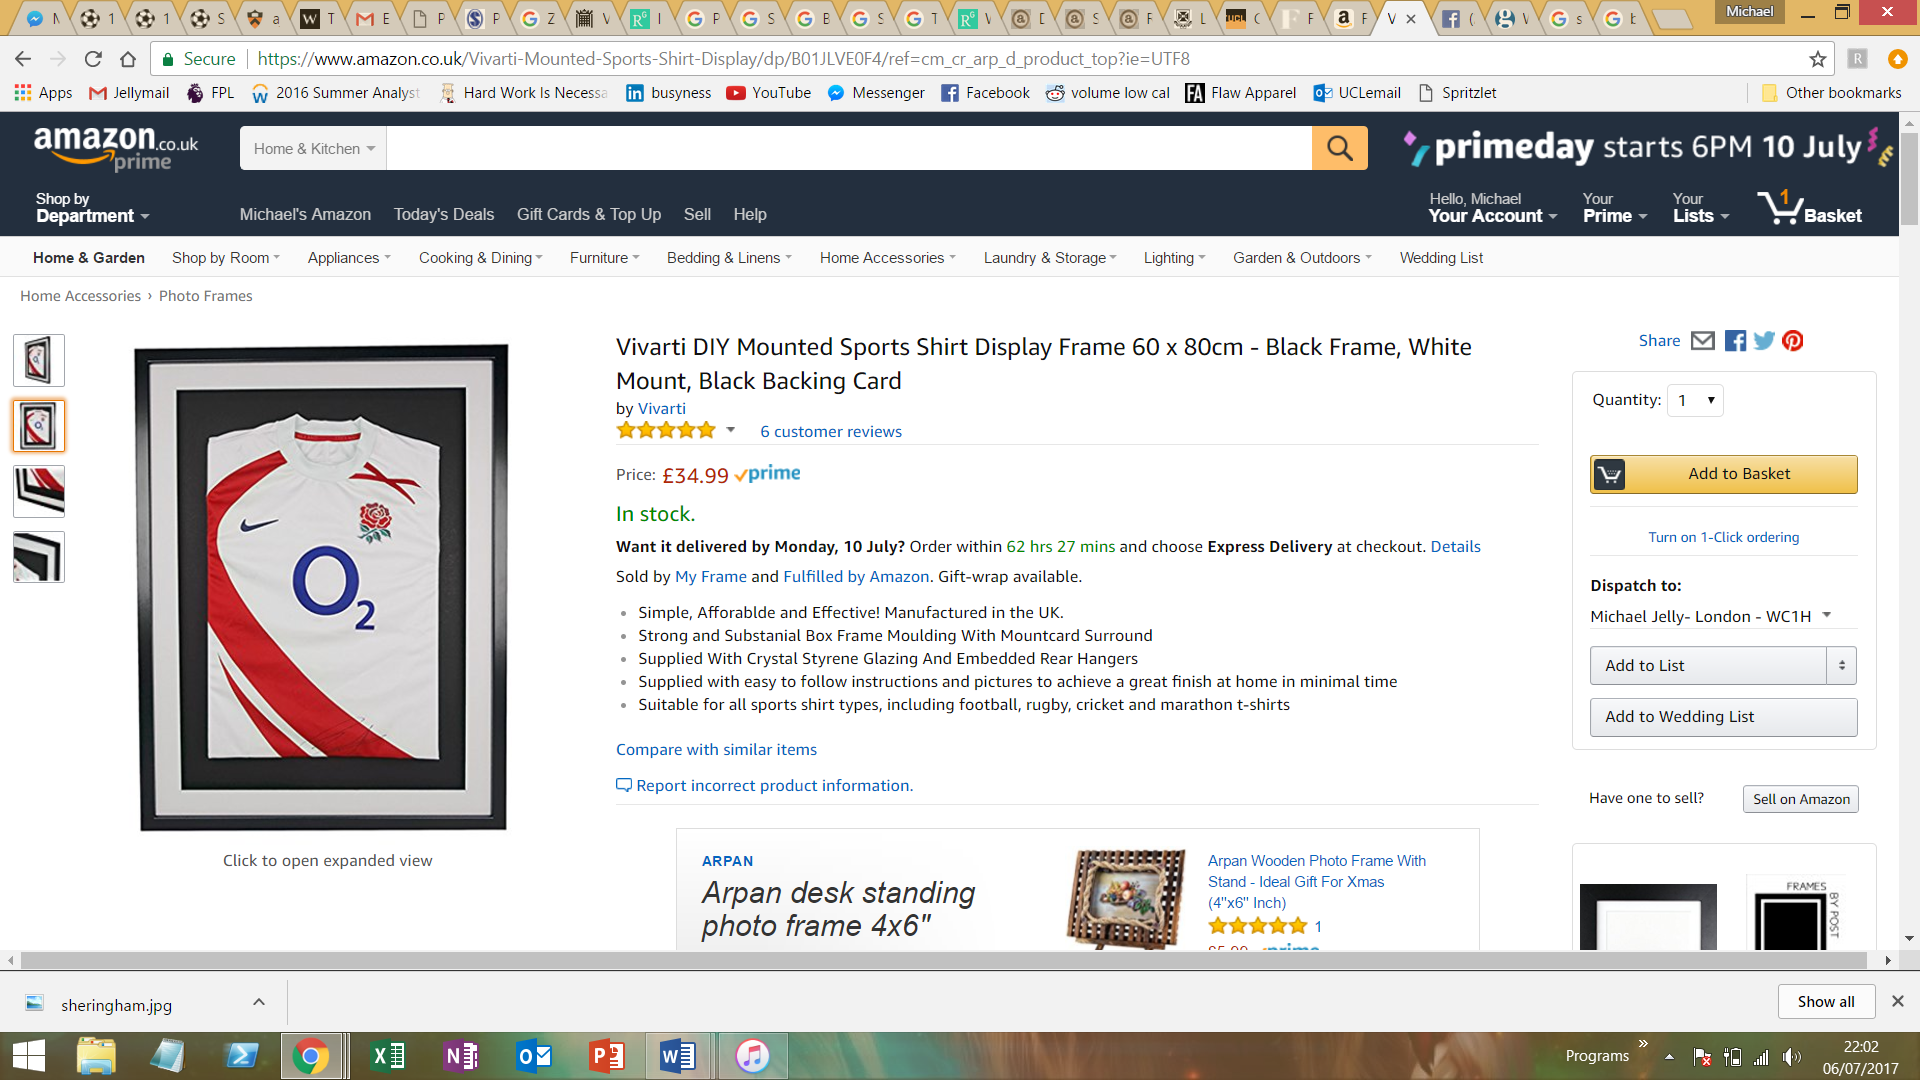 Michael
Secure https://www.amazon.co.uk/Vivarti-Mounted-Sports-Shirt-Display/dp/B01JLVE0F4/ref=cm_cr_arp_d_product_top?ie=UTF8
Apps Jellymail FPL 2016 Summer Analyst Hard Work Is Necessa busyness YouTube Messenger Facebook volume low cal Flaw Apparel UCLemail Spritzlet Other bookmarks
amazon.co.uk
prime
Home & Kitchen
primeday starts 6PM 10 July
Shop by
Department
Michael's Amazon Today's Deals Gift Cards & Top Up Sell Help
Hello, Michael
Your Account
Your
Prime
Your
Lists
1
Basket
Home & Garden Shop by Room Appliances Cooking & Dining Furniture Bedding & Linens Home Accessories Laundry & Storage Lighting Garden & Outdoors Wedding List
Home Accessories › Photo Frames
O2
Click to open expanded view
Vivarti DIY Mounted Sports Shirt Display Frame 60 x 80cm - Black Frame, White
Mount, Black Backing Card
by Vivarti
6 customer reviews
Price: £34.99 prime
In stock.
Want it delivered by Monday, 10 July? Order within 62 hrs 27 mins and choose Express Delivery at checkout. Details
Sold by My Frame and Fulfilled by Amazon. Gift-wrap available.
Simple, Afforablde and Effective! Manufactured in the UK.
Strong and Substanial Box Frame Moulding With Mountcard Surround
Supplied With Crystal Styrene Glazing And Embedded Rear Hangers
Supplied with easy to follow instructions and pictures to achieve a great finish at home in minimal time
Suitable for all sports shirt types, including football, rugby, cricket and marathon t-shirts
Compare with similar items
Report incorrect product information.
ARPAN
Arpan desk standing
photo frame 4x6"
Arpan Wooden Photo Frame With
Stand - Ideal Gift For Xmas
(4"x6" Inch)
1
Share
Quantity: 1
Add to Basket
Turn on 1-Click ordering
Dispatch to:
Michael Jelly- London - WC1H
Add to List
Add to Wedding List
Have one to sell? Sell on Amazon
FRAMES
BY POST
sheringham.jpg
Show all
Programs
22:02
06/07/2017